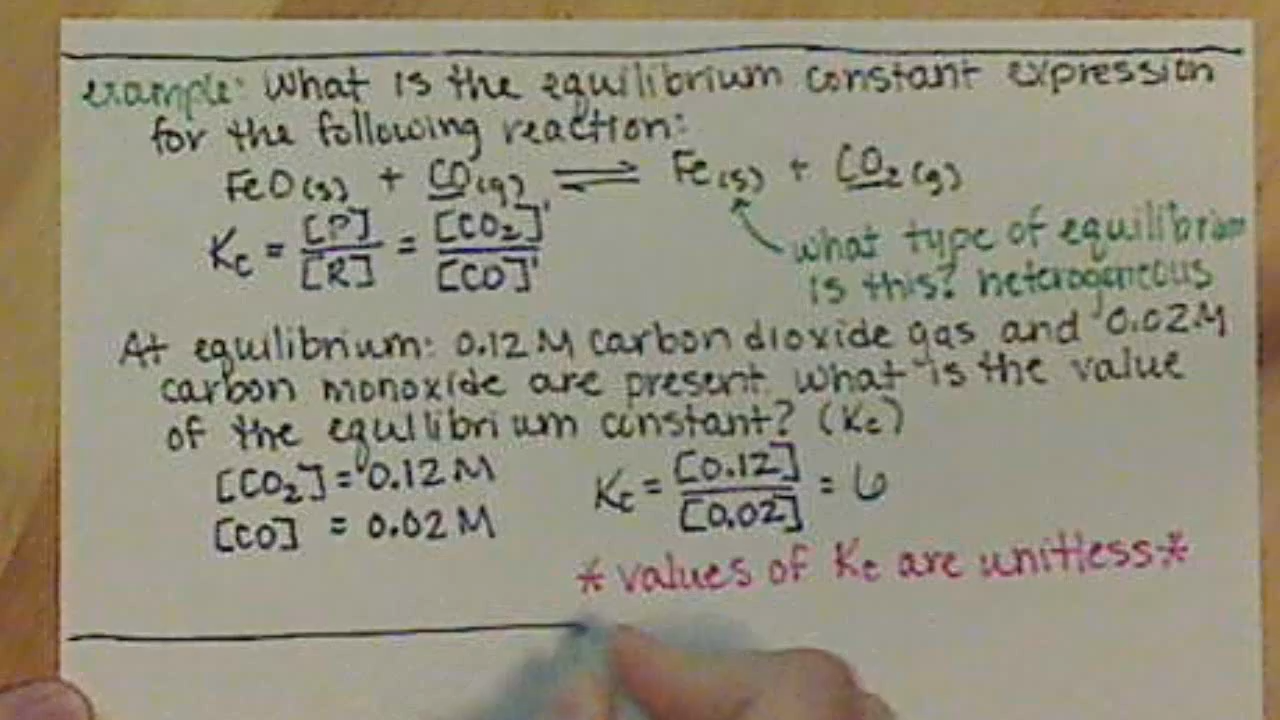 example: What is the equilibrium constant expression
for the following reaction:
FeO(s) + CO(g) ⇌ Fe(s) + CO₂(g)
Kc = [P]/[R] = [CO₂]¹/[CO]¹
what type of equilibrium
is this? heterogeneous
At equilibrium: 0.12 M carbon dioxide gas and 0.02 M
carbon monoxide are present. What is the value
of the equilibrium constant? (Kc)
[CO₂] = 0.12 M
[CO] = 0.02 M
Kc = [0.12]/[0.02] = 6
*values of Kc are unitless*